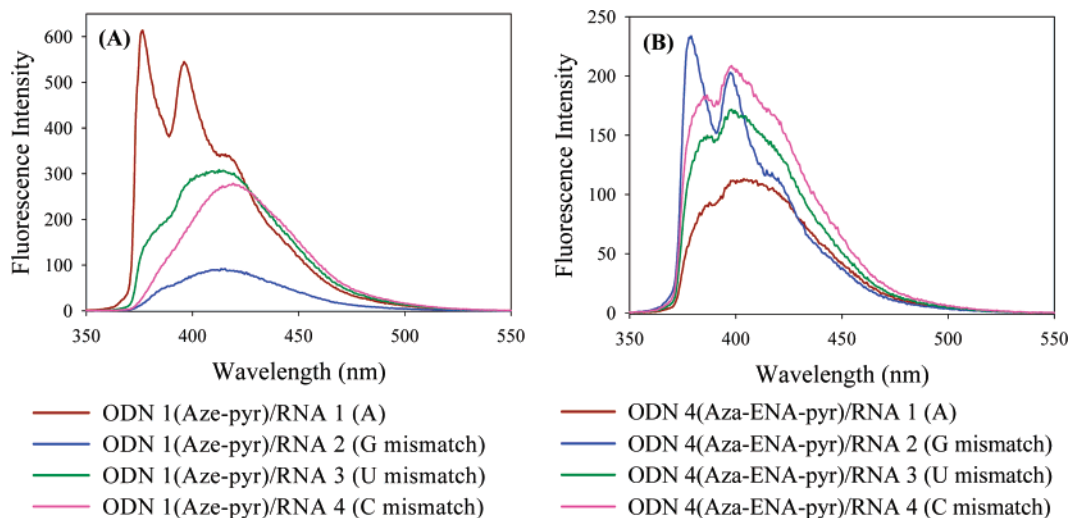 (A)
Fluorescence Intensity
600
500
400
300
200
100
0
350 400 450 500 550
Wavelength (nm)
ODN 1(Aze-pyr)/RNA 1 (A)
ODN 1(Aze-pyr)/RNA 2 (G mismatch)
ODN 1(Aze-pyr)/RNA 3 (U mismatch)
ODN 1(Aze-pyr)/RNA 4 (C mismatch)
(B)
Fluorescence Intensity
250
200
150
100
50
0
350 400 450 500 550
Wavelength (nm)
ODN 4(Aza-ENA-pyr)/RNA 1 (A)
ODN 4(Aza-ENA-pyr)/RNA 2 (G mismatch)
ODN 4(Aza-ENA-pyr)/RNA 3 (U mismatch)
ODN 4(Aza-ENA-pyr)/RNA 4 (C mismatch)